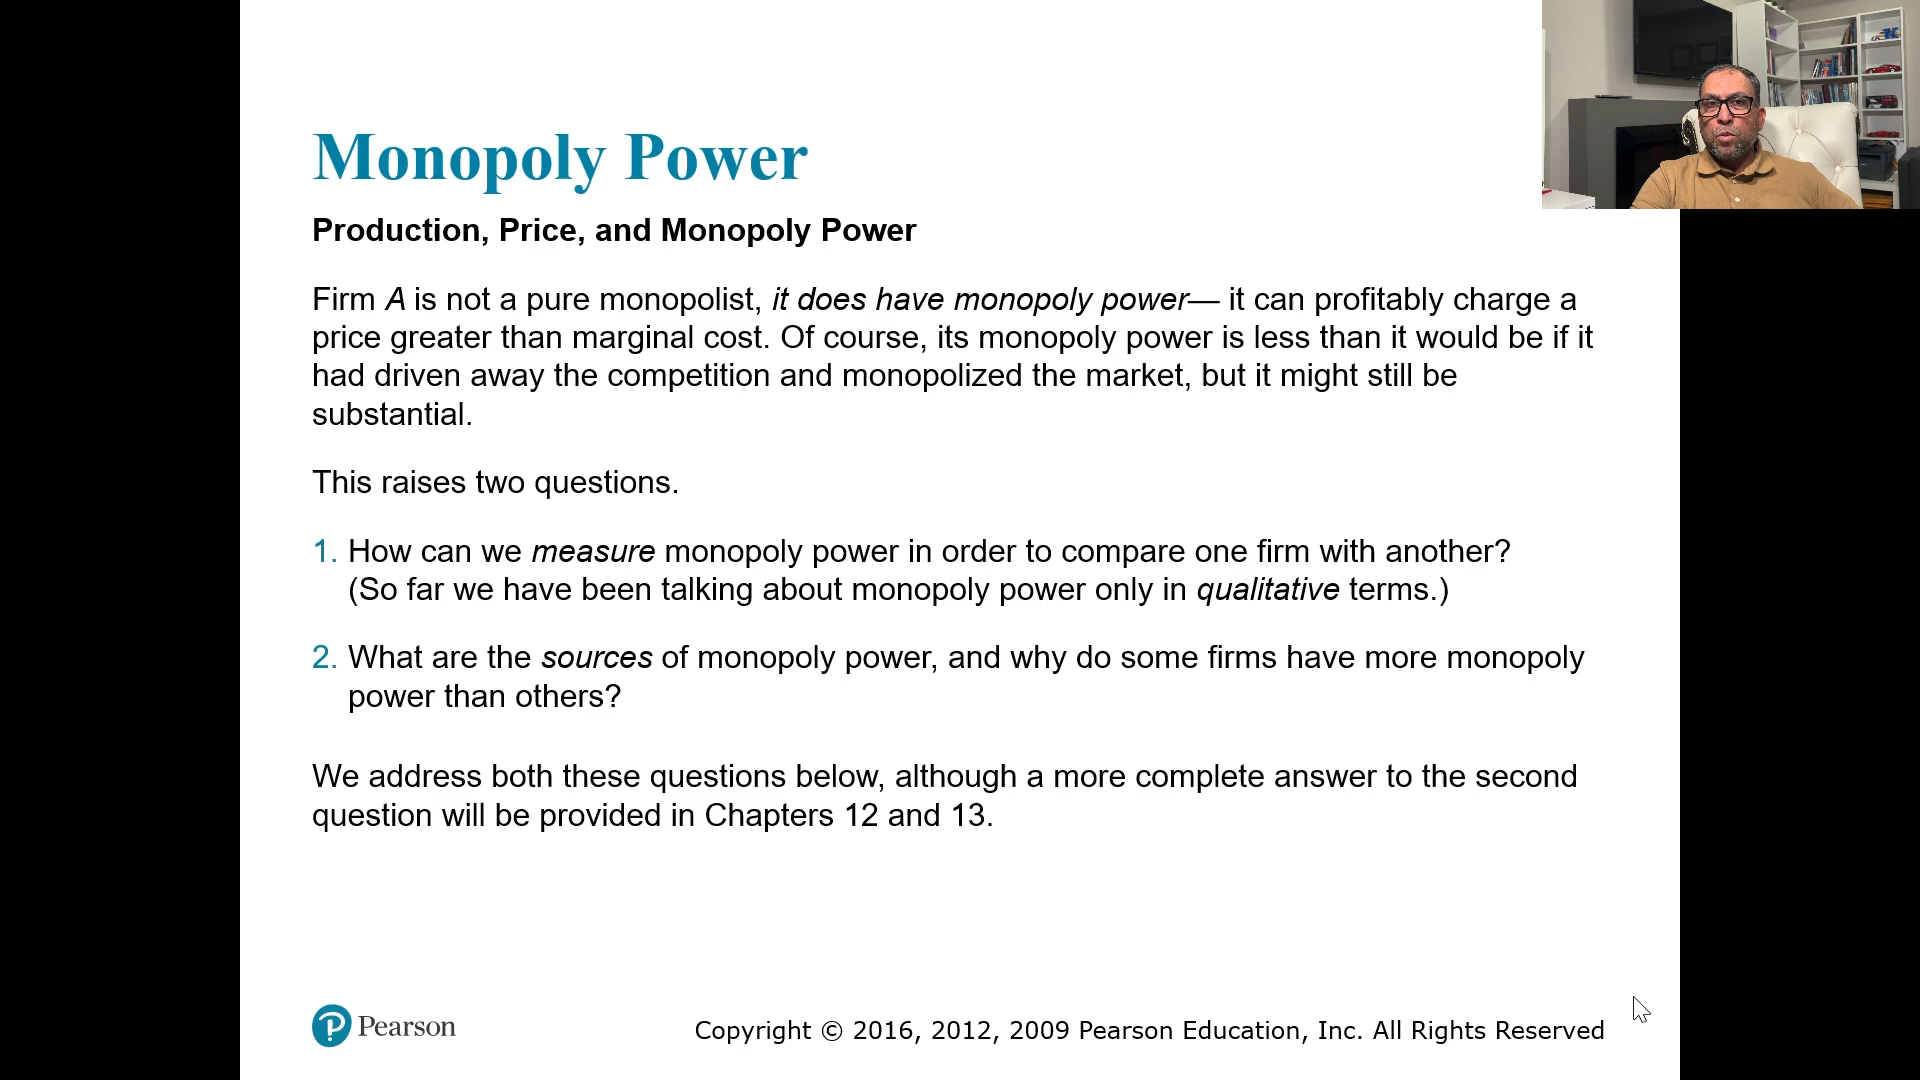 Monopoly Power
Production, Price, and Monopoly Power
Firm A is not a pure monopolist, it does have monopoly power— it can profitably charge a
price greater than marginal cost. Of course, its monopoly power is less than it would be if it
had driven away the competition and monopolized the market, but it might still be
substantial.
This raises two questions.
1. How can we measure monopoly power in order to compare one firm with another?
(So far we have been talking about monopoly power only in qualitative terms.)
2. What are the sources of monopoly power, and why do some firms have more monopoly
power than others?
We address both these questions below, although a more complete answer to the second
question will be provided in Chapters 12 and 13.
Pearson
Copyright © 2016, 2012, 2009 Pearson Education, Inc. All Rights Reserved